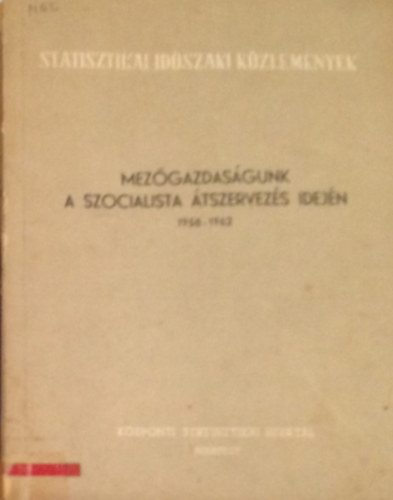 STATISZTIKAI IDŐSZAKI KÖZLEMÉNYEK
MEZŐGAZDASÁGUNK
A SZOCIALISTA ÁTSZERVEZÉS IDEJÉN
1958-1962
KÖZPONTI STATISZTIKAI HIVATAL
BUDAPEST